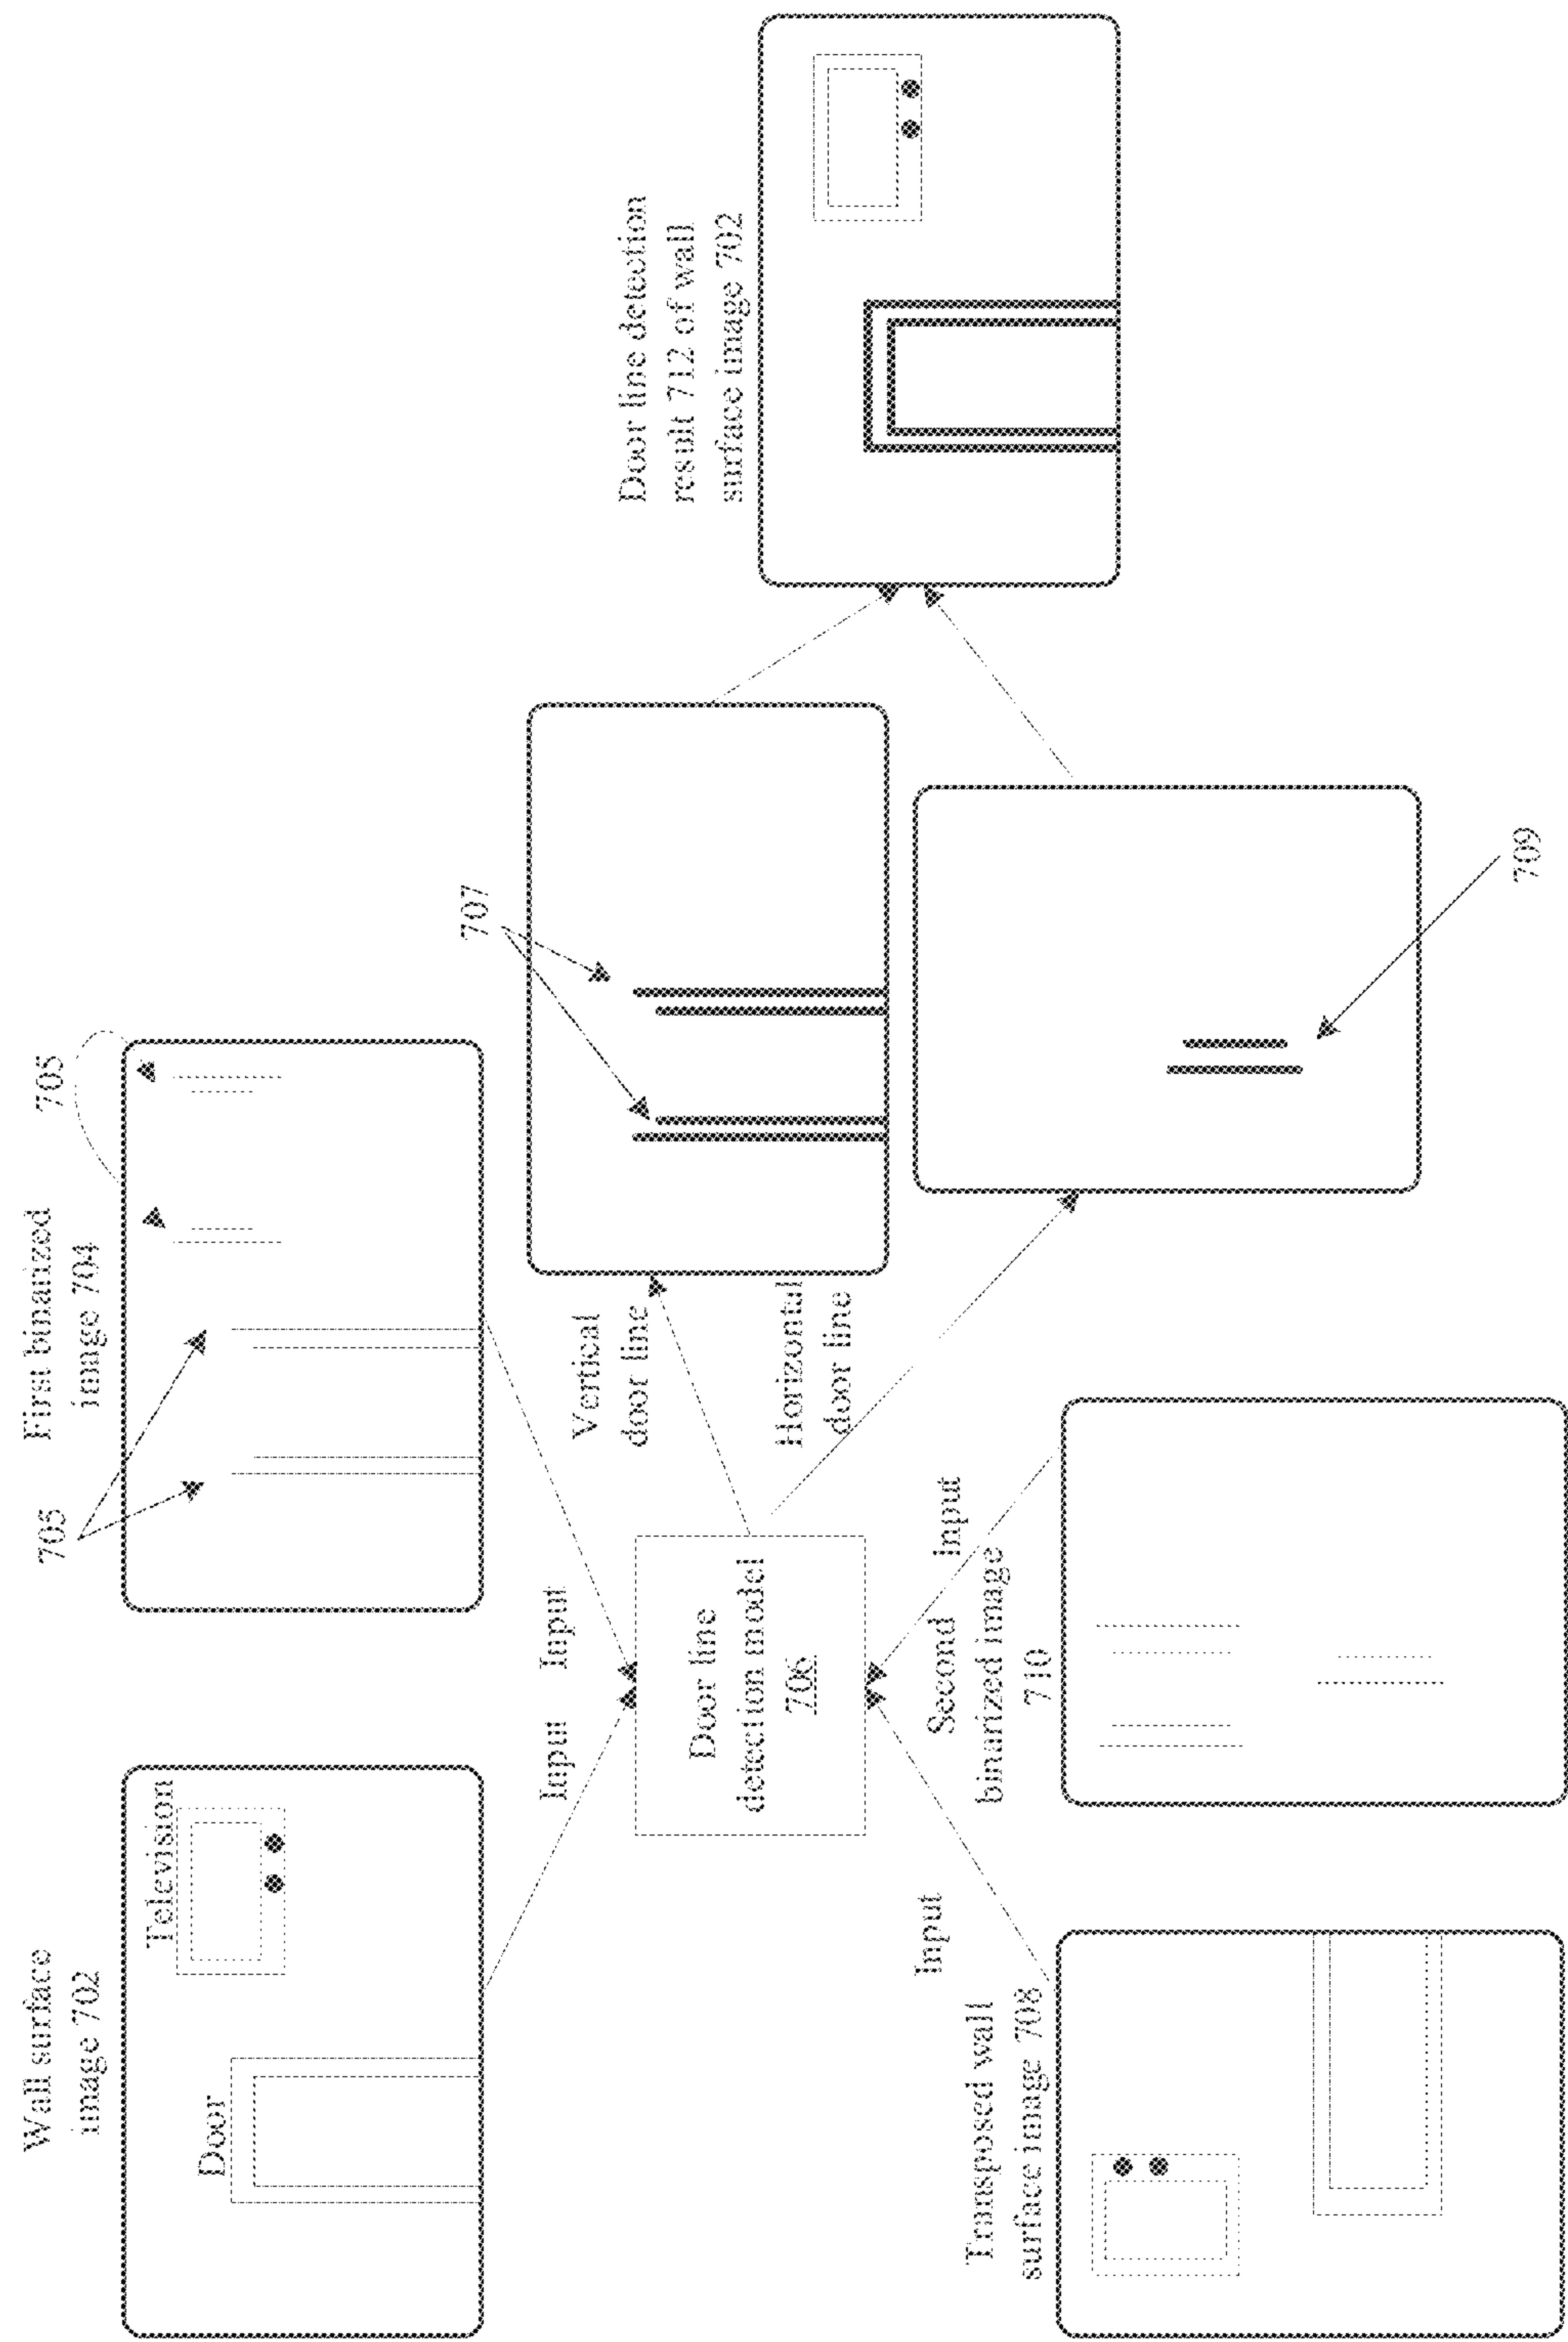 Wall surface
image 702
Television
Door
705
First binarized
image 704
705
Input
Input
Door line
detection model
706
Vertical
door line
Horizontal
door line
707
709
Door line detection
result 712 of wall
surface image 702
Transposed wall
surface image 708
Input
Second
binarized image
710
Input